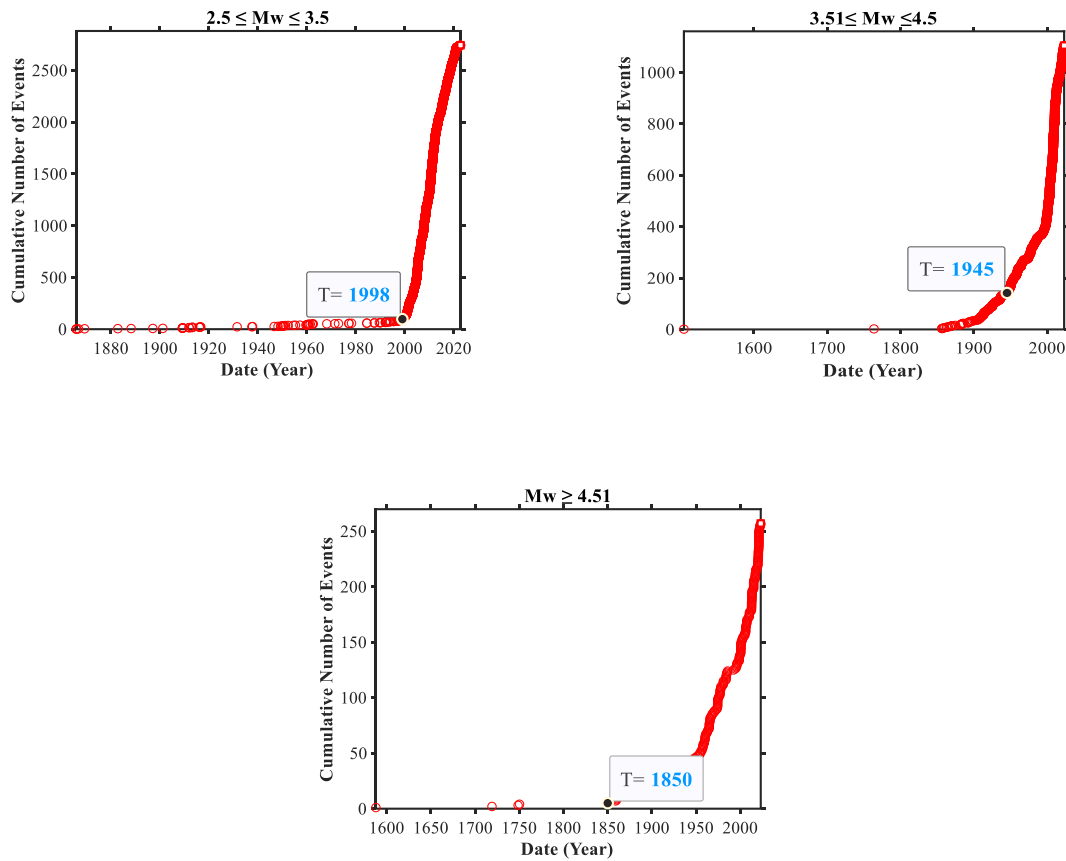 2.5 ≤ Mw ≤ 3.5
Cumulative Number of Events
2500
2000
1500
1000
500
0
T= 1998
1880 1900 1920 1940 1960 1980 2000 2020
Date (Year)
3.51≤ Mw ≤4.5
Cumulative Number of Events
1000
800
600
400
200
0
T= 1945
1600 1700 1800 1900 2000
Date (Year)
Mw ≥ 4.51
Cumulative Number of Events
250
200
150
100
50
0
T= 1850
1600 1650 1700 1750 1800 1850 1900 1950 2000
Date (Year)